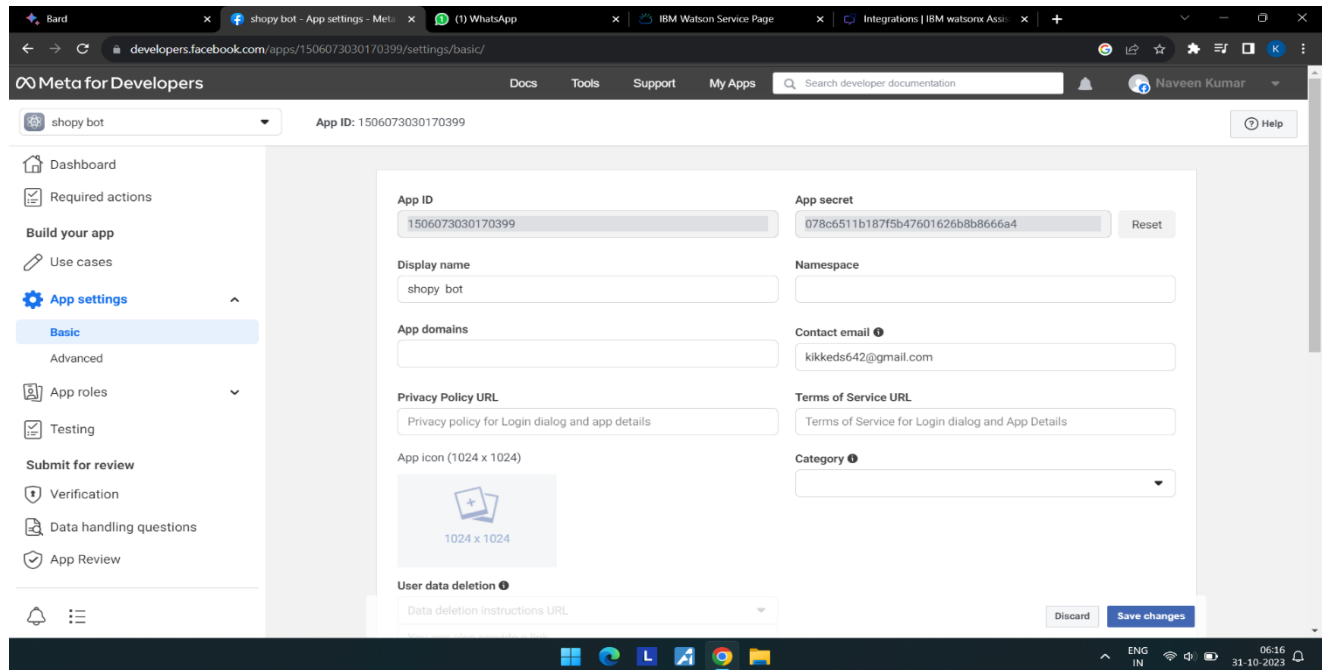 Bard
shopy bot - App settings - Meta
(1) WhatsApp
IBM Watson Service Page
Integrations | IBM watsonx Assis
developers.facebook.com/apps/1506073030170399/settings/basic/
K
Meta for Developers
Docs
Tools
Support
My Apps
Search developer documentation
Naveen Kumar
shopy bot
App ID: 1506073030170399
Help
Dashboard
Required actions
Build your app
Use cases
App settings
Basic
Advanced
App roles
Testing
Submit for review
Verification
Data handling questions
App Review
App ID
1506073030170399
App secret
078c6511b187f5b47601626b8b8666a4
Reset
Display name
shopy bot
Namespace
App domains
Contact email
kikkeds642@gmail.com
Privacy Policy URL
Privacy policy for Login dialog and app details
Terms of Service URL
Terms of Service for Login dialog and App Details
App icon (1024 x 1024)
1024 x 1024
Category
User data deletion
Data deletion instructions URL
Discard
Save changes
L
ENG
IN
06:16
31-10-2023